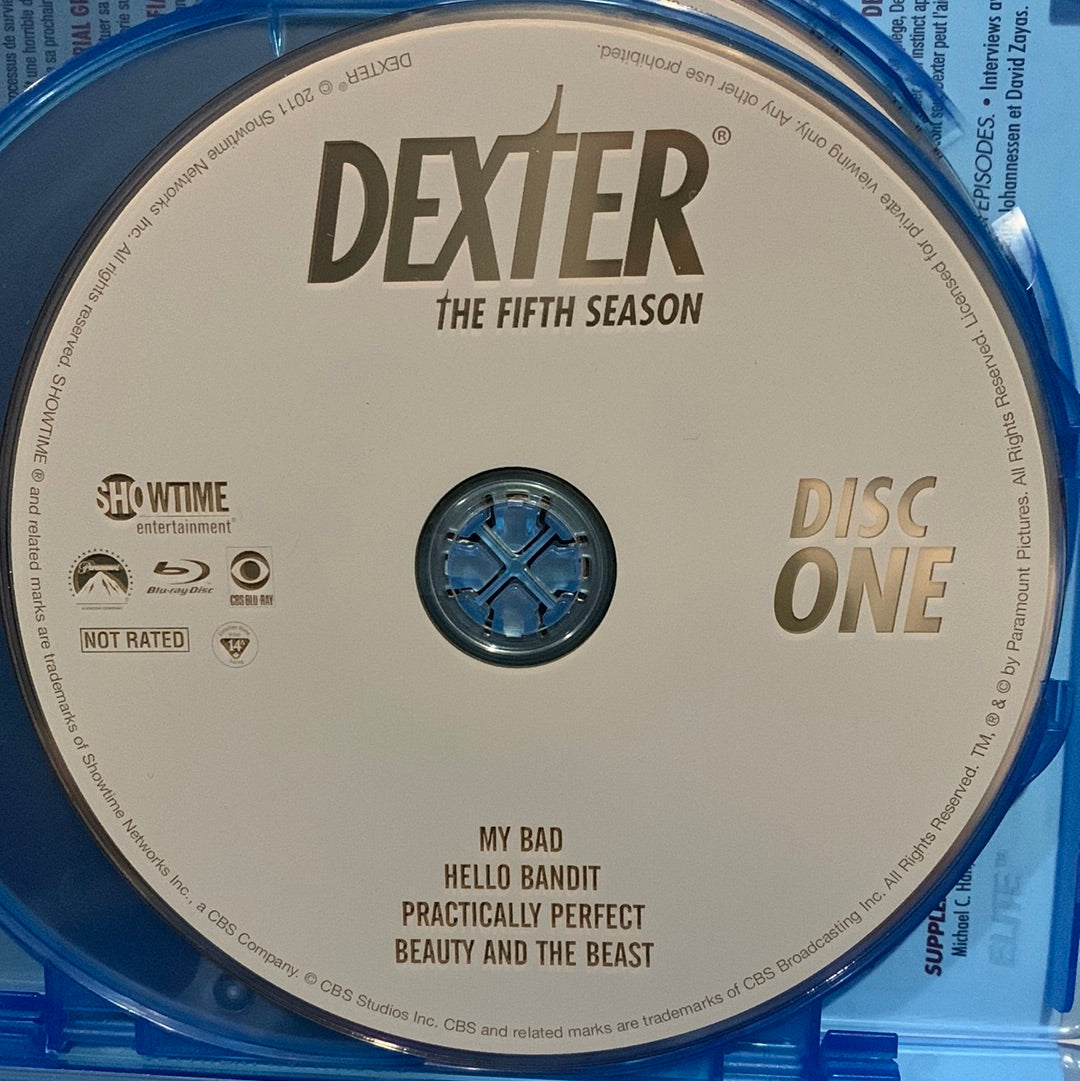 DEXTER®
THE FIFTH SEASON
SHOWTIME
entertainment®
Paramount
Blu-ray Disc
CBS BLU-RAY
NOT RATED
14
DISC
ONE
MY BAD
HELLO BANDIT
PRACTICALLY PERFECT
BEAUTY AND THE BEAST
DEXTER® © 2011 Showtime Networks Inc. All rights reserved. SHOWTIME ® and related marks are trademarks of Showtime Networks Inc., a CBS Company. © CBS Studios Inc. CBS and related marks are trademarks of CBS Broadcasting Inc. All Rights Reserved. TM, ® & © by Paramount Pictures. All Rights Reserved. Licensed for private viewing only. Any other use prohibited.
EPISODES. • Interviews
et David Zayas.
Michael C.
ELITE™